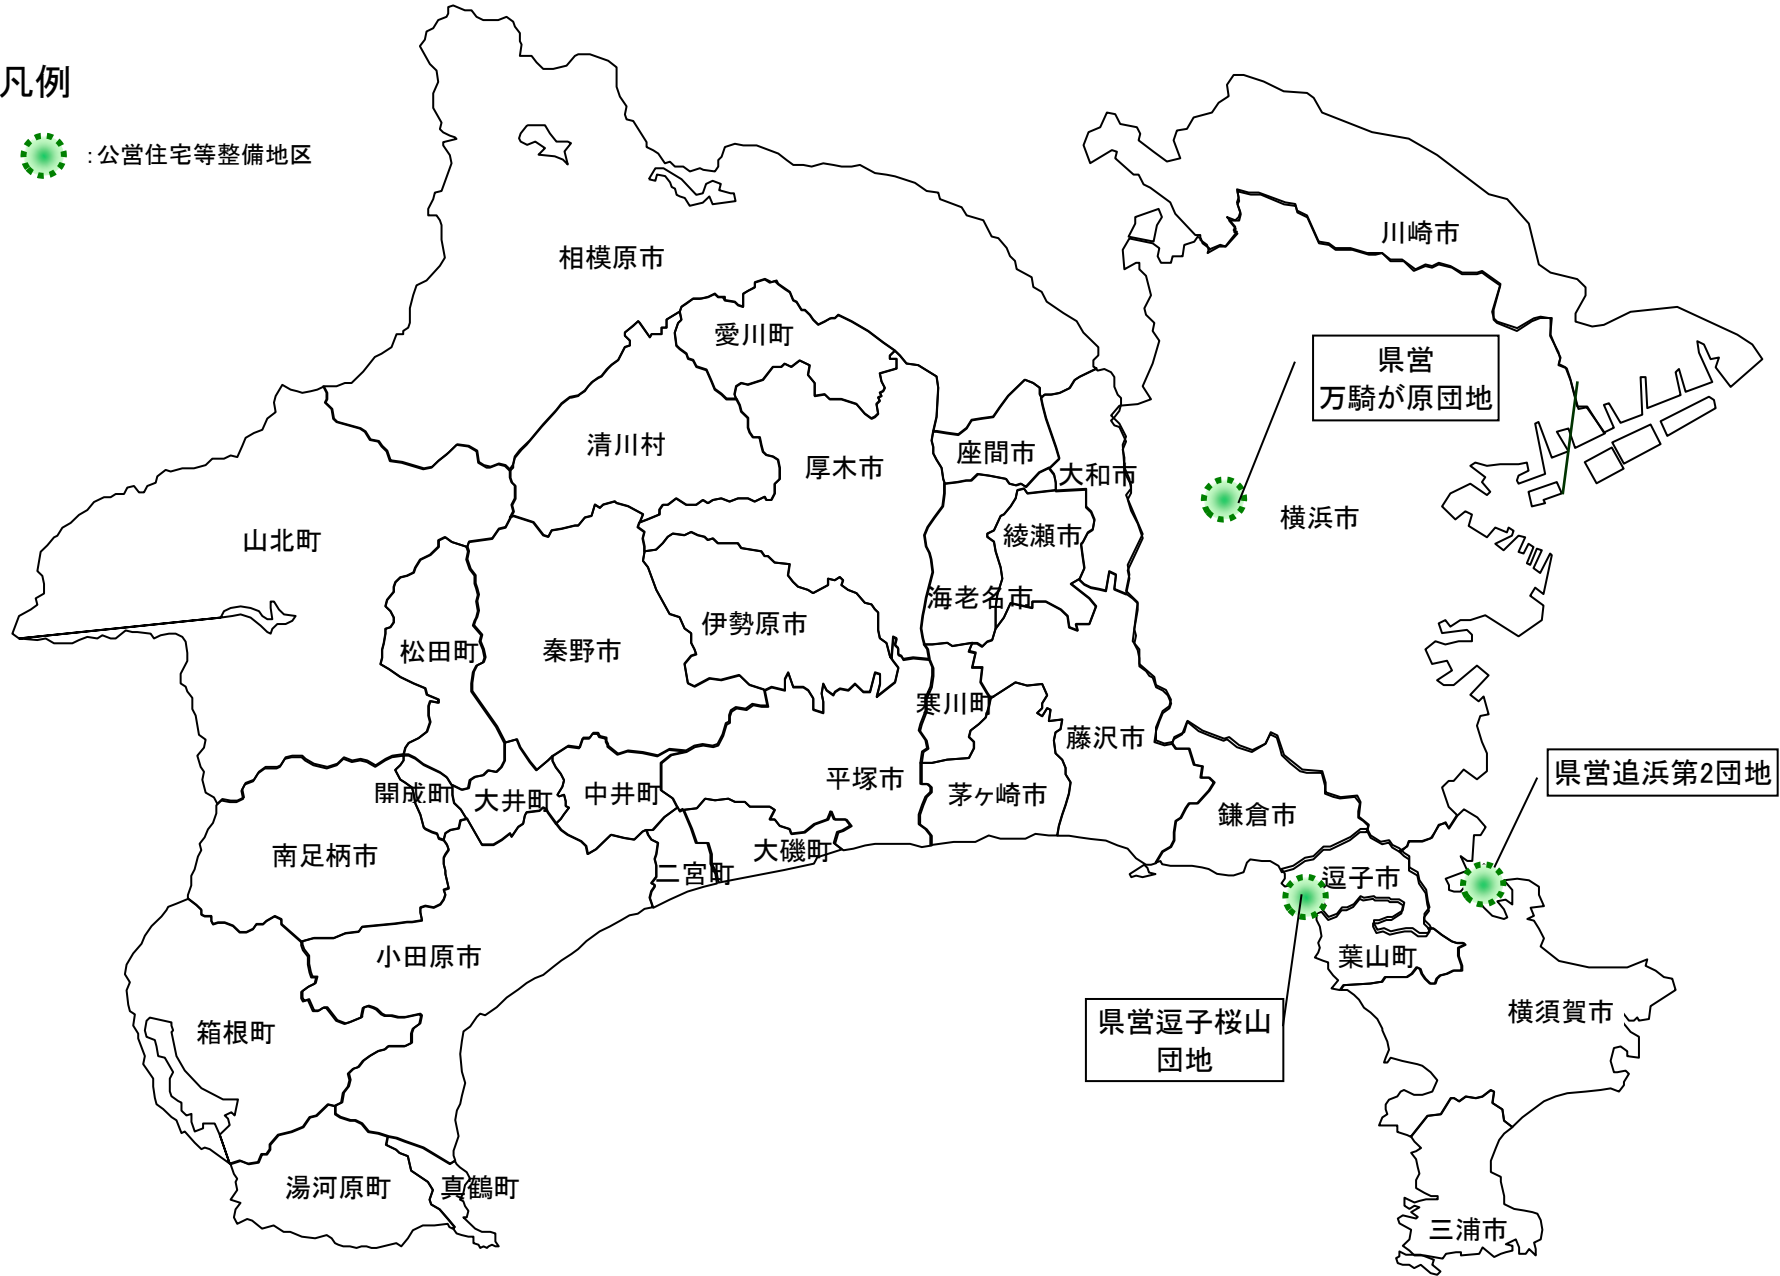 凡例
:公営住宅等整備地区
川崎市
相模原市
愛川町
県営
万騎が原団地
清川村
座間市
厚木市
大和市
横浜市
綾瀬市
山北町
海老名市
伊勢原市
松田町
秦野市
寒川町
藤沢市
県営追浜第2団地
平塚市
開成町
大井町
中井町
茅ヶ崎市
鎌倉市
南足柄市
大磯町
二宮町
逗子市
小田原市
葉山町
横須賀市
県営逗子桜山
団地
箱根町
湯河原町
真鶴町
三浦市